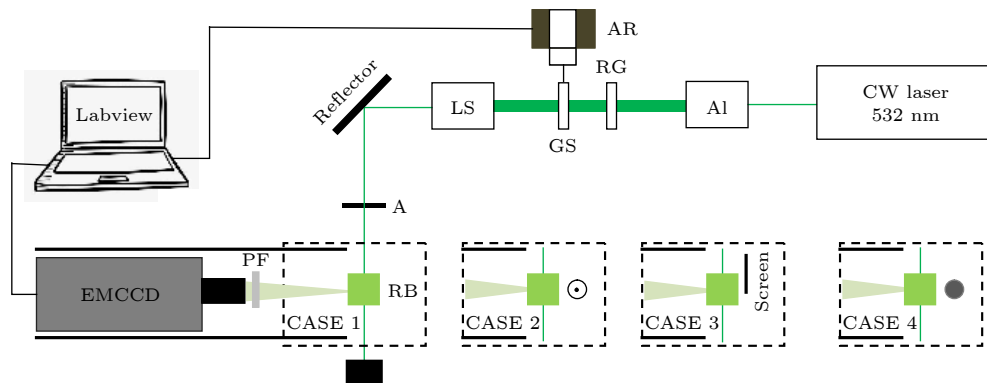 AR
Reflector
RG
Labview
LS
Al
CW laser
532 nm
GS
A
PF
EMCCD
RB
CASE 1
CASE 2
CASE 3
Screen
CASE 4